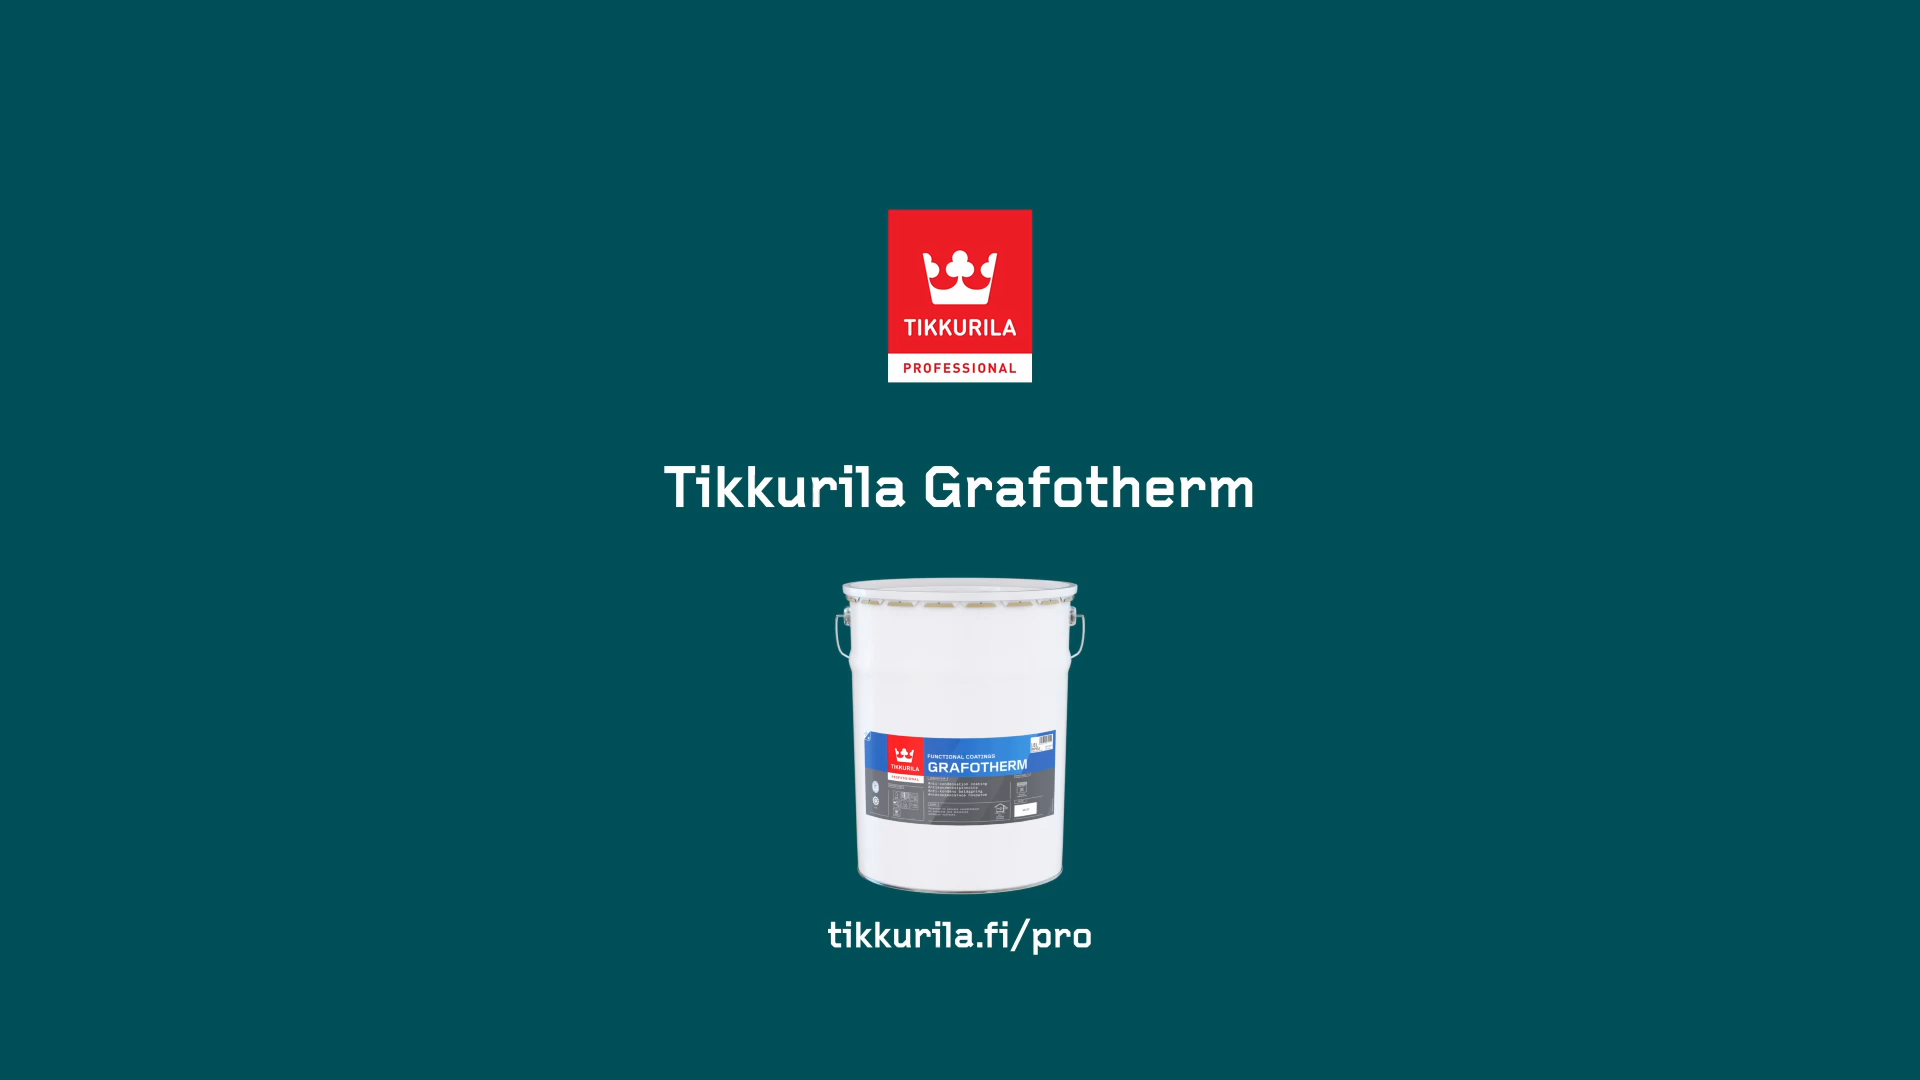 TIKKURILA
PROFESSIONAL
Tikkurila Grafotherm
FUNCTIONAL COATINGS
TIKKURILA
GRAFOTHERM
tikkurila.fi/pro